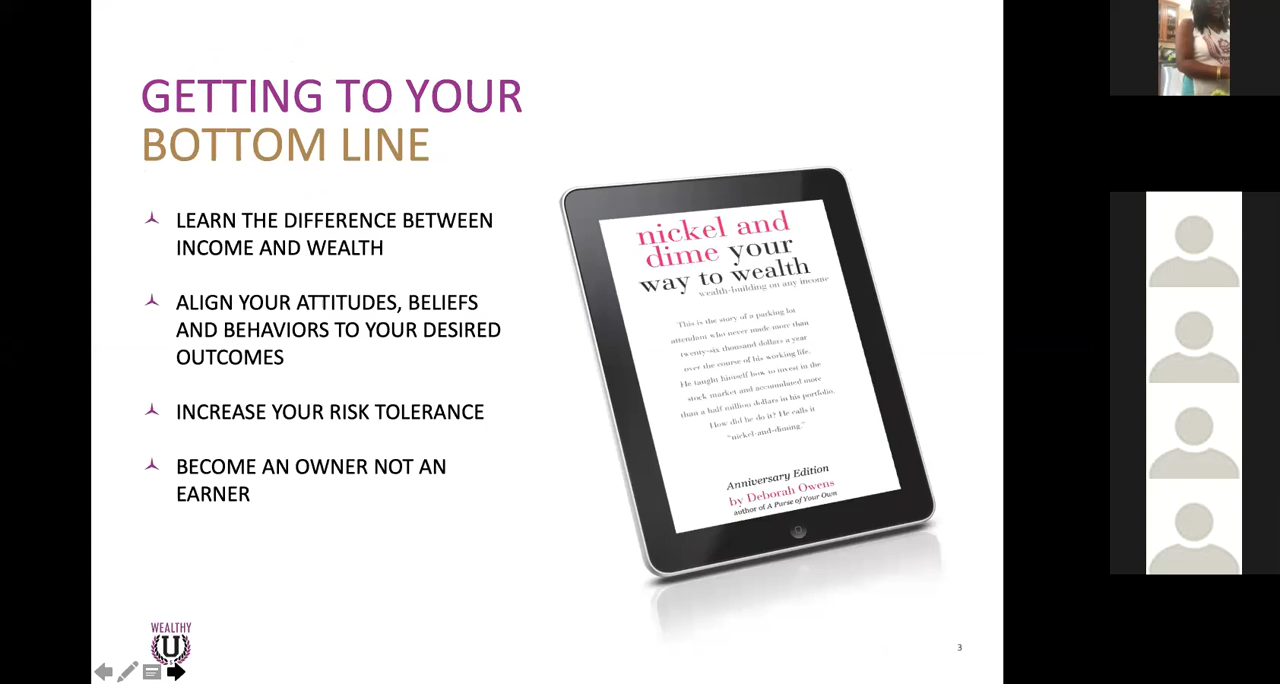 GETTING TO YOUR
BOTTOM LINE
LEARN THE DIFFERENCE BETWEEN
INCOME AND WEALTH
ALIGN YOUR ATTITUDES, BELIEFS
AND BEHAVIORS TO YOUR DESIRED
OUTCOMES
INCREASE YOUR RISK TOLERANCE
BECOME AN OWNER NOT AN
EARNER
nickel and
dime your
way to wealth
wealth-building on any income
This is the story of a parking lot
attendant who never made more than
twenty-six thousand dollars a year
over the course of his working life.
He taught himself how to invest in the
stock market and accumulated more
than a half million dollars in his portfolio.
How did he do it? He calls it
"nickel-and-diming."
Anniversary Edition
by Deborah Owens
author of A Purse of Your Own
WEALTHY
U
3